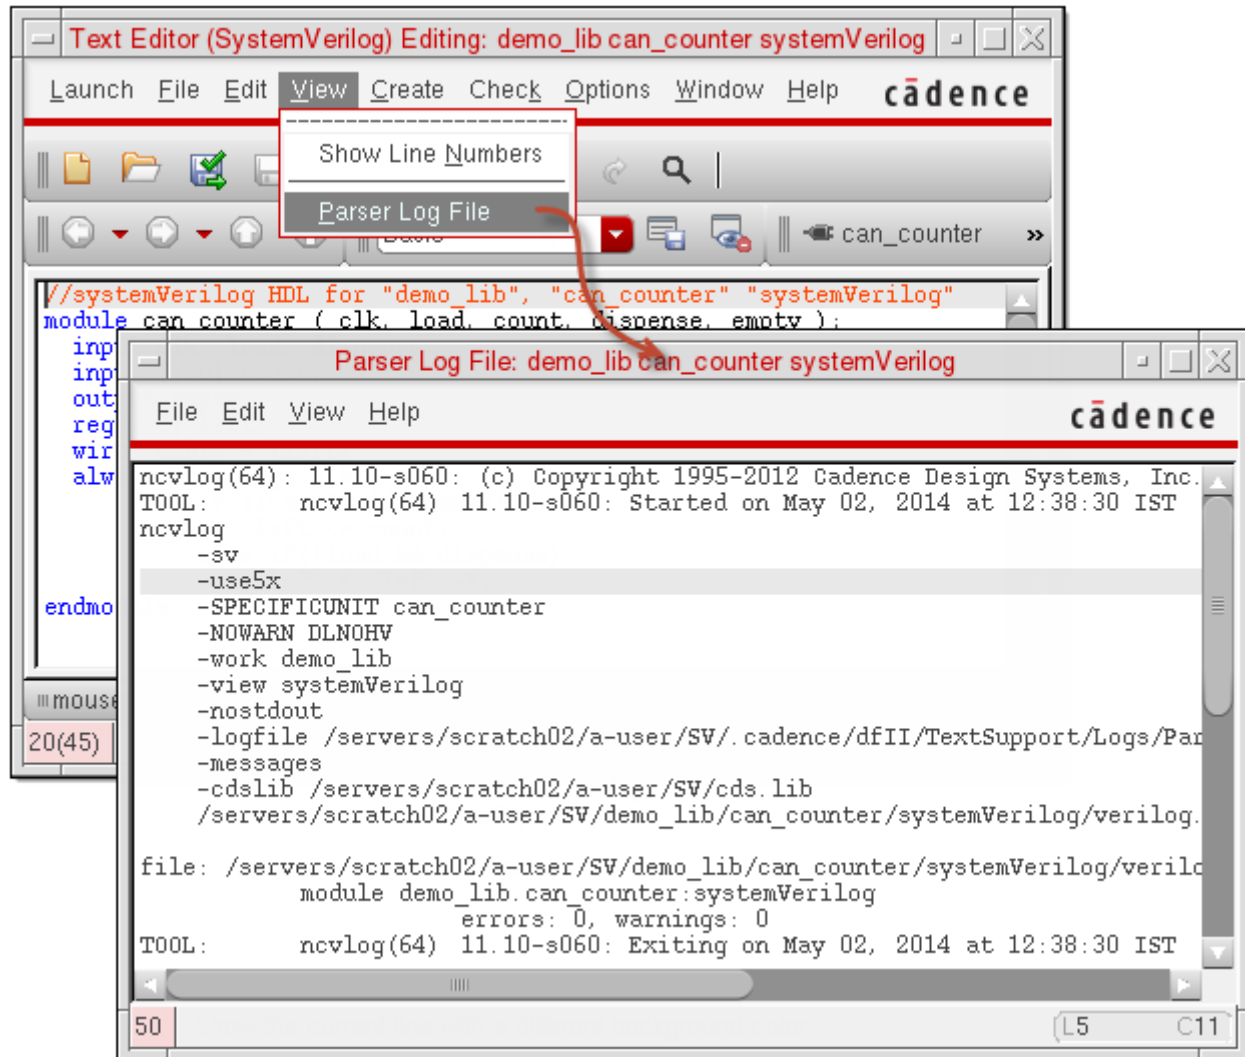 Text Editor (SystemVerilog) Editing: demo_lib can_counter systemVerilog
Launch File Edit View Create Check Options Window Help cādence
Show Line Numbers
Parser Log File
can_counter »
//systemVerilog HDL for "demo_lib", "can_counter" "systemVerilog"
module can_counter ( clk, load, count, dispense, empty );
inp
inp
out
reg
wir
alw
endmo
mouse
20(45)
Parser Log File: demo_lib can_counter systemVerilog
File Edit View Help cādence
ncvlog(64): 11.10-s060: (c) Copyright 1995-2012 Cadence Design Systems, Inc.
TOOL: ncvlog(64) 11.10-s060: Started on May 02, 2014 at 12:38:30 IST
ncvlog
-sv
-use5x
-SPECIFICUNIT can_counter
-NOWARN DLNOHV
-work demo_lib
-view systemVerilog
-nostdout
-logfile /servers/scratch02/a-user/SV/.cadence/dfII/TextSupport/Logs/Par
-messages
-cdslib /servers/scratch02/a-user/SV/cds.lib
/servers/scratch02/a-user/SV/demo_lib/can_counter/systemVerilog/verilog.
file: /servers/scratch02/a-user/SV/demo_lib/can_counter/systemVerilog/verilo
module demo_lib.can_counter:systemVerilog
errors: 0, warnings: 0
TOOL: ncvlog(64) 11.10-s060: Exiting on May 02, 2014 at 12:38:30 IST
50 L5 C11